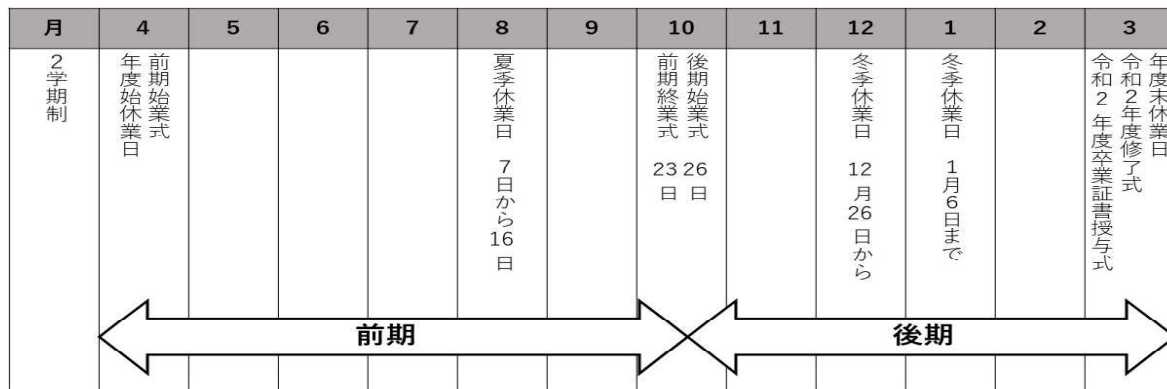 月 4 5 6 7 8 9 10 11 12 1 2 3
2学期制
前期始業式
年度始休業日
夏季休業日 7日から16日
後期始業式 26日
前期終業式 23日
冬季休業日 12月26日から
冬季休業日 1月6日まで
年度末休業日
令和2年度修了式
令和2年度卒業証書授与式
前期
後期